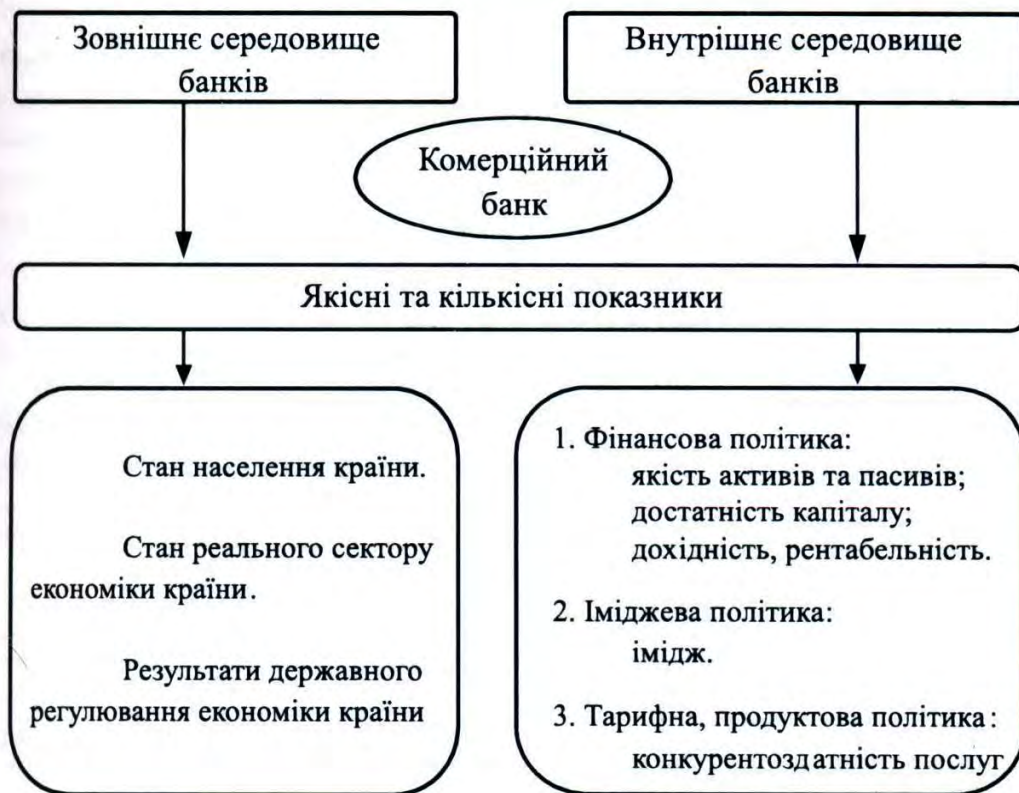 Зовнішнє середовище
банків
Внутрішнє середовище
банків
Комерційний
банк
Якісні та кількісні показники
Стан населення країни.
Стан реального сектору
економіки країни.
Результати державного
регулювання економіки країни
1. Фінансова політика:
якість активів та пасивів;
достатність капіталу;
дохідність, рентабельність.
2. Іміджева політика:
імідж.
3. Тарифна, продуктова політика:
конкурентоздатність послуг